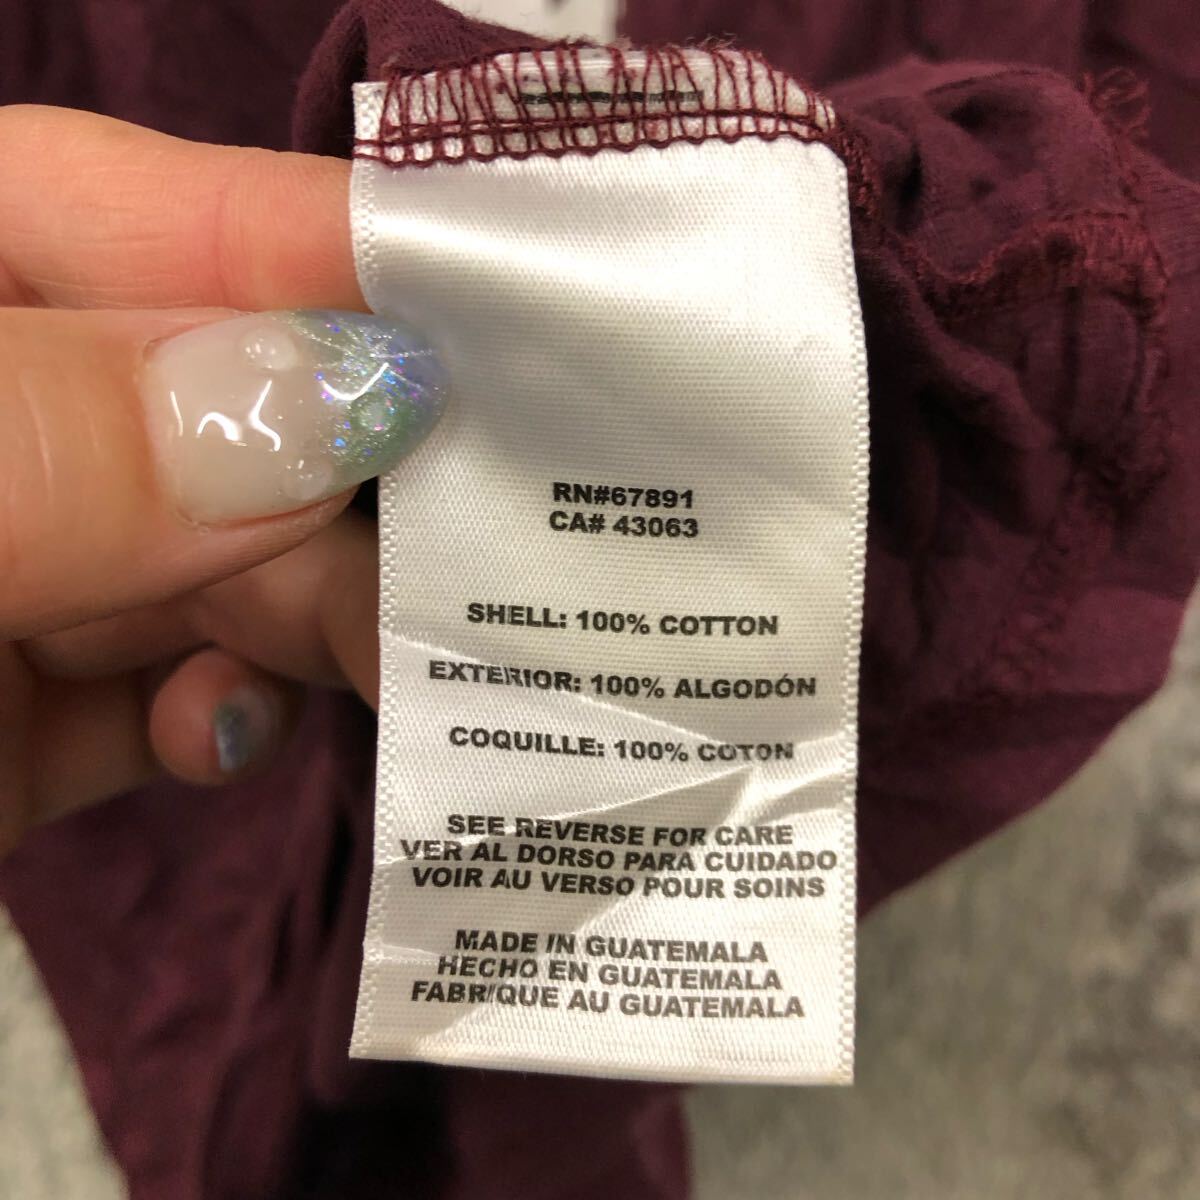 RN#67891
CA# 43063
SHELL: 100% COTTON
EXTERIOR: 100% ALGODÓN
COQUILLE: 100% COTON
SEE REVERSE FOR CARE
VER AL DORSO PARA CUIDADO
VOIR AU VERSO POUR SOINS
MADE IN GUATEMALA
HECHO EN GUATEMALA
FABRIQUE AU GUATEMALA